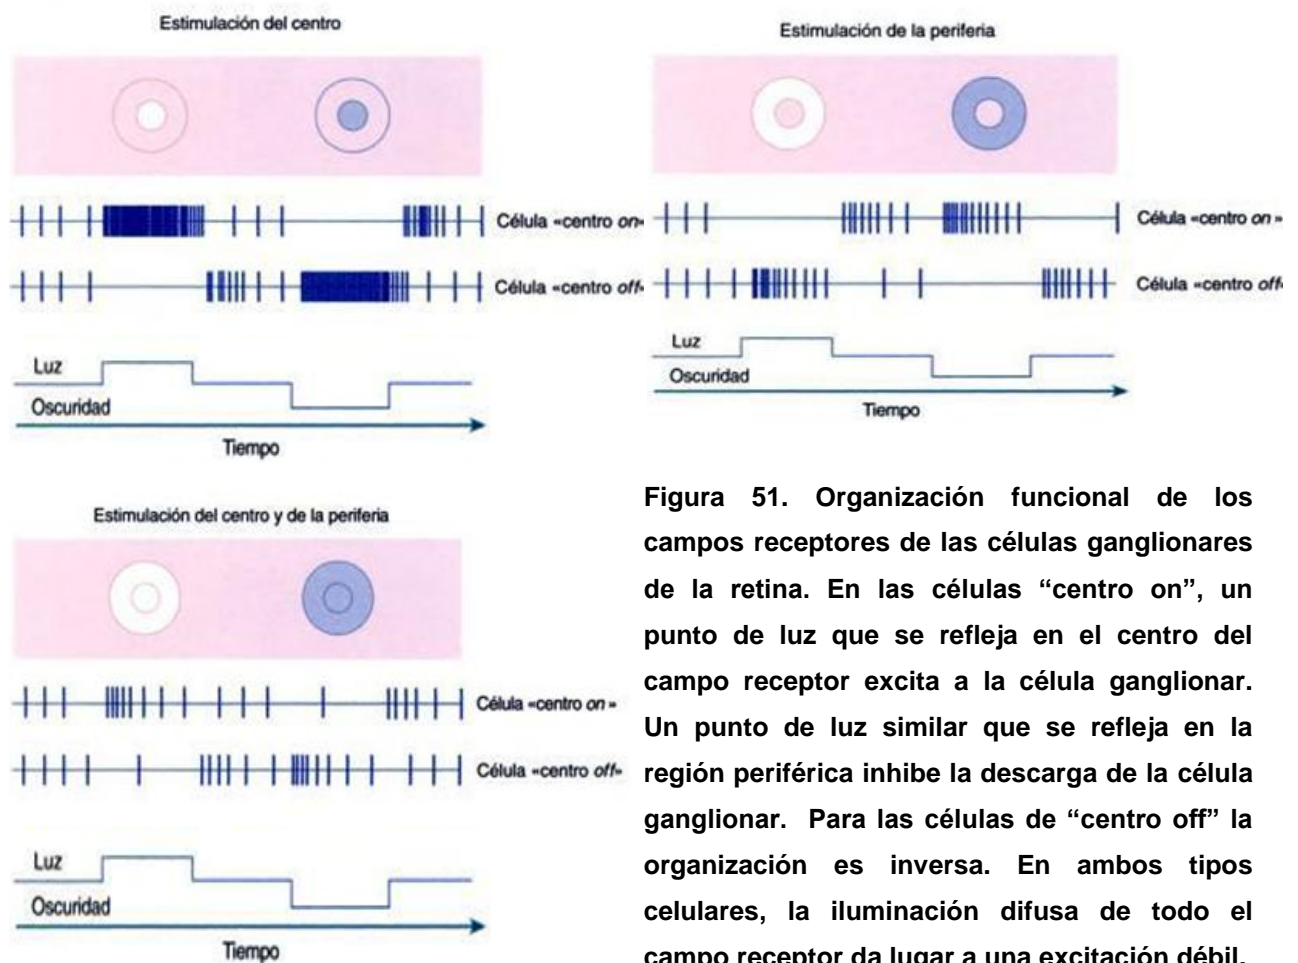 Estimulación del centro
Célula «centro on»
Célula «centro off»
Luz
Oscuridad
Tiempo
Estimulación de la periferia
Célula «centro on »
Célula «centro off»
Luz
Oscuridad
Tiempo
Estimulación del centro y de la periferia
Célula «centro on »
Célula «centro off»
Luz
Oscuridad
Tiempo
Figura 51. Organización funcional de los
campos receptores de las células ganglionares
de la retina. En las células “centro on”, un
punto de luz que se refleja en el centro del
campo receptor excita a la célula ganglionar.
Un punto de luz similar que se refleja en la
región periférica inhibe la descarga de la célula
ganglionar. Para las células de “centro off” la
organización es inversa. En ambos tipos
celulares, la iluminación difusa de todo el
campo receptor da lugar a una excitación débil.